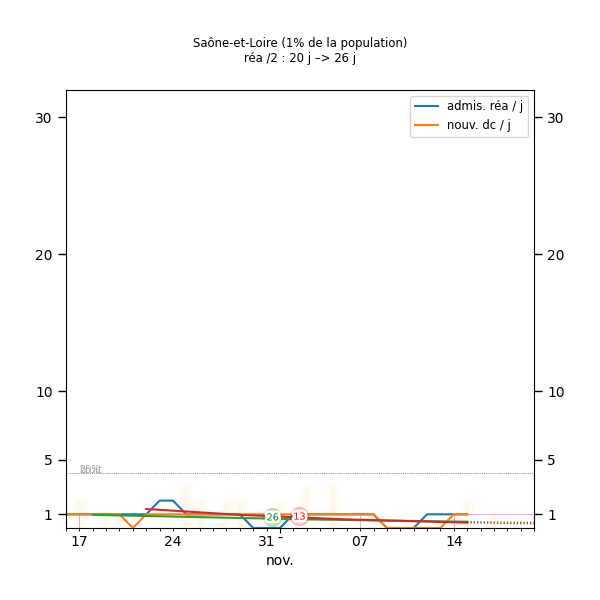 Saône-et-Loire (1% de la population)
réa /2 : 20 j –> 26 j
admis. réa / j
nouv. dc / j
30 30
20 20
10 10
5 5
1 1
26 13
17 24 31 07 14
nov.